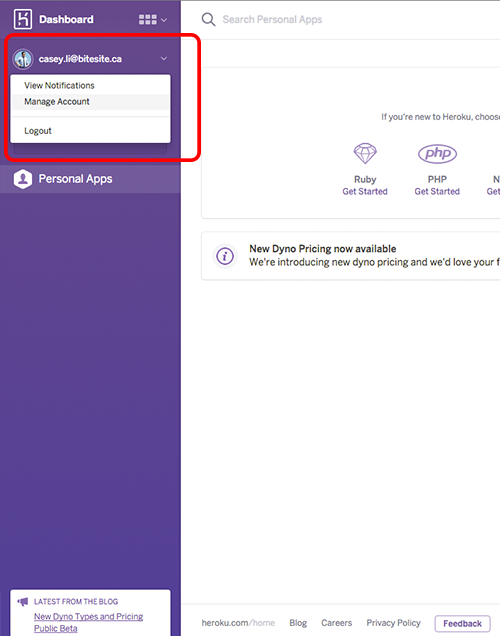 Dashboard
Search Personal Apps
casey.li@bitesite.ca
View Notifications
Manage Account
Logout
Personal Apps
If you're new to Heroku, choose
php
Ruby
PHP
N
Get Started
Get Started
Get
New Dyno Pricing now available
We're introducing new dyno pricing and we'd love your f
LATEST FROM THE BLOG
New Dyno Types and Pricing
Public Beta
heroku.com/home
Blog
Careers
Privacy Policy
Feedback